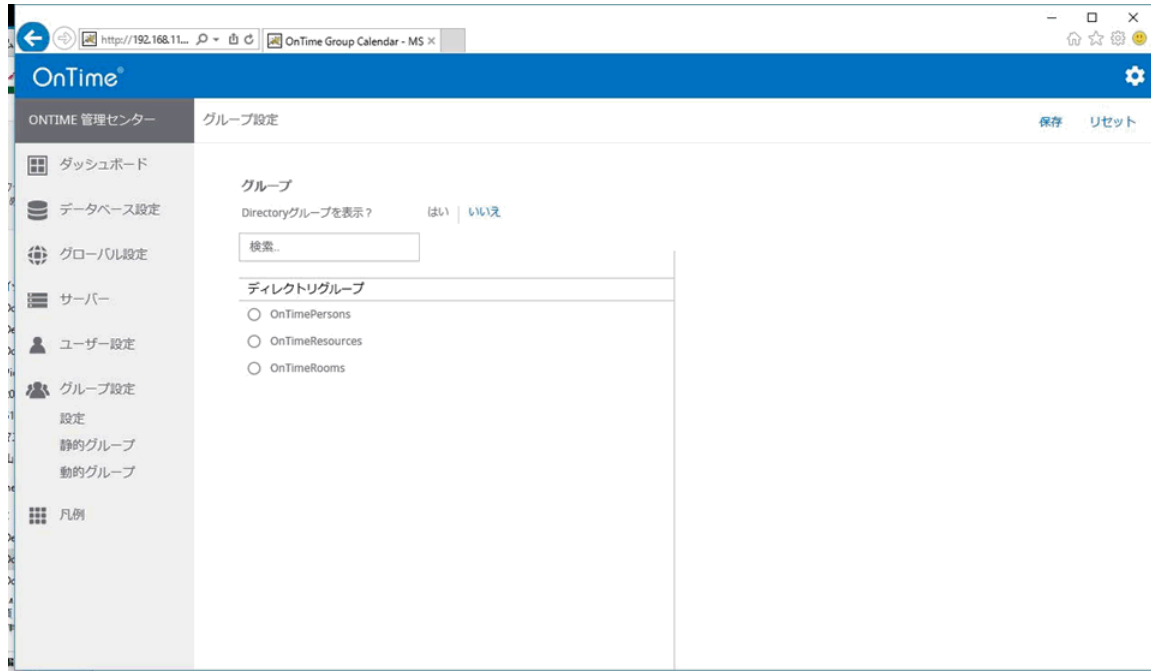 http://192.168.11...
OnTime Group Calendar - MS
OnTime®
ONTIME 管理センター
グループ設定
保存
リセット
ダッシュボード
データベース設定
グローバル設定
サーバー
ユーザー設定
グループ設定
設定
静的グループ
動的グループ
凡例
グループ
Directoryグループを表示？
はい
いいえ
検索...
ディレクトリグループ
OnTimePersons
OnTimeResources
OnTimeRooms